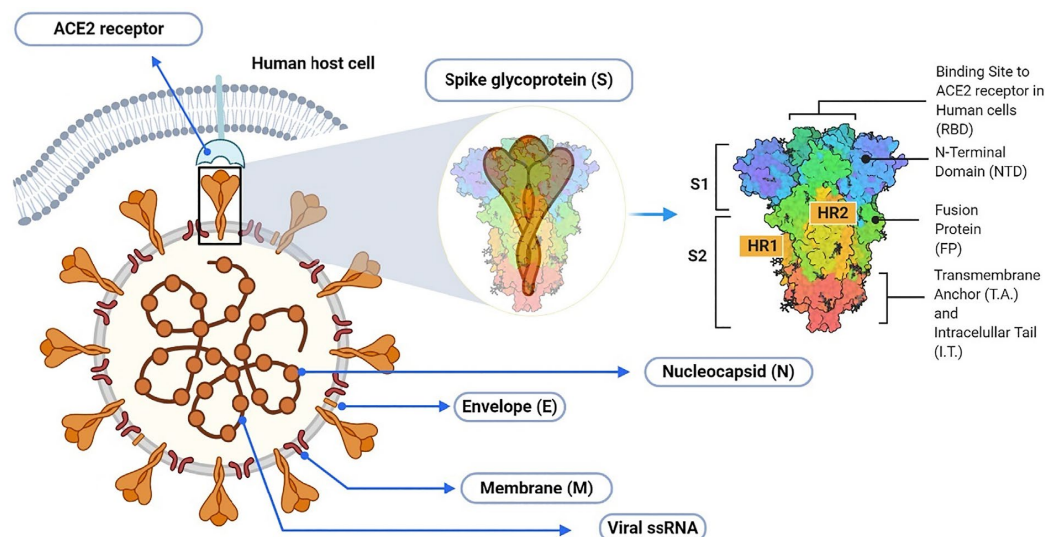 ACE2 receptor
Human host cell
Spike glycoprotein (S)
Binding Site to
ACE2 receptor in
Human cells
(RBD)
N-Terminal
Domain (NTD)
S1
HR2
Fusion
Protein
(FP)
HR1
S2
Transmembrane
Anchor (T.A.)
and
Intracelullar Tail
(I.T.)
Nucleocapsid (N)
Envelope (E)
Membrane (M)
Viral ssRNA